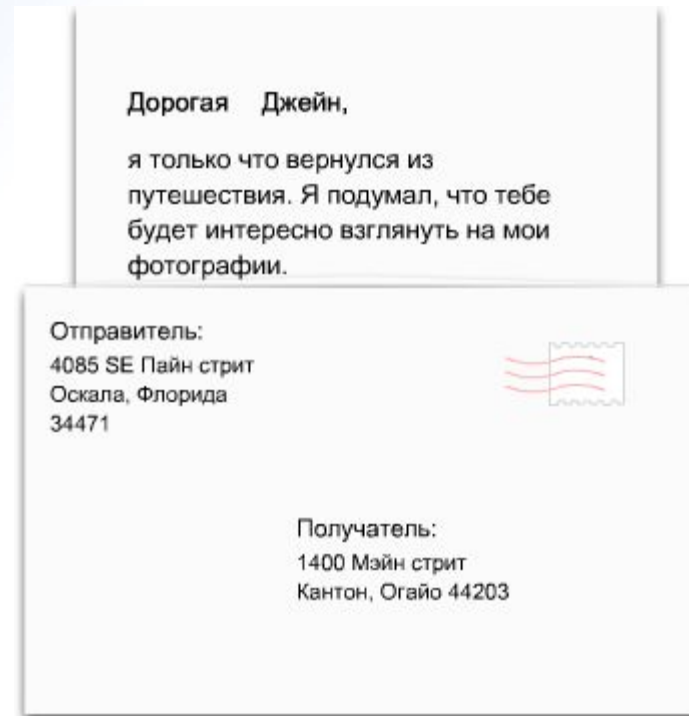 Дорогая Джейн,
я только что вернулся из
путешествия. Я подумал, что тебе
будет интересно взглянуть на мои
фотографии.
Отправитель:
4085 SE Пайн стрит
Оскала, Флорида
34471
Получатель:
1400 Мэйн стрит
Кантон, Огайо 44203